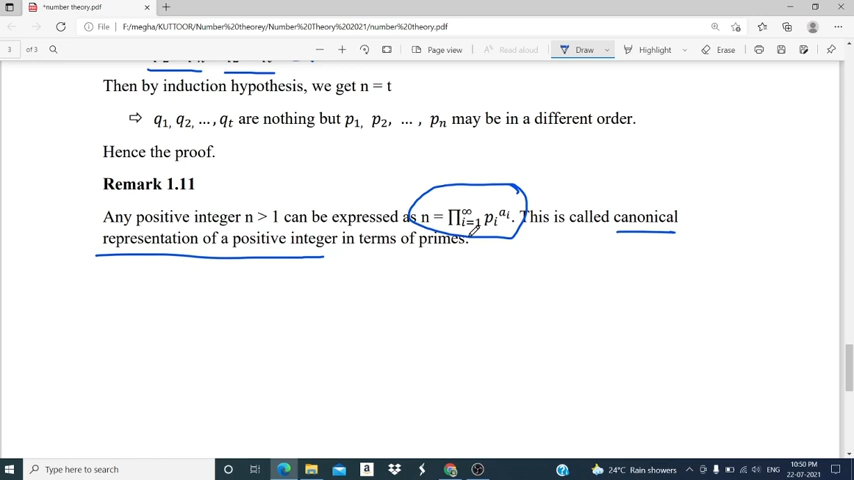 *number theory.pdf
File F:/megha/KUTTOOR/Number%20theorey/Number%20Theory%202021/number%20theory.pdf
3 of 3 Page view Read aloud Draw Highlight Erase
Then by induction hypothesis, we get n = t
⇨ q₁, q₂, …, qₜ are nothing but p₁, p₂, … , pₙ may be in a different order.
Hence the proof.
Remark 1.11
Any positive integer n > 1 can be expressed as n = ∏ᵢ₌₁^∞ pᵢ^aᵢ. This is called canonical
representation of a positive integer in terms of primes.
Type here to search 24°C Rain showers ENG 10:50 PM
22-07-2021